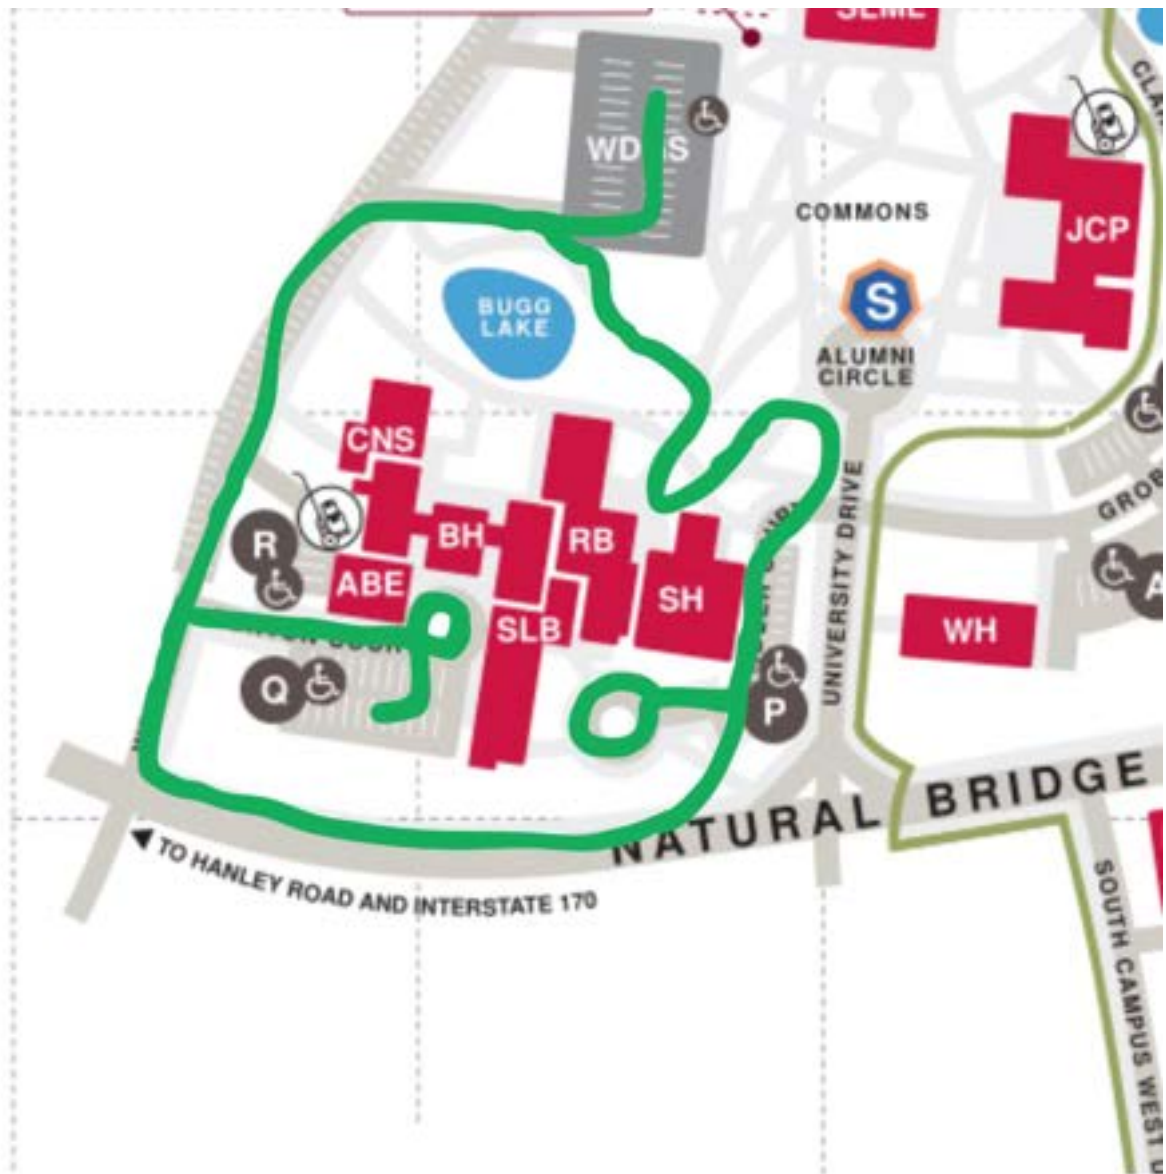 COMMONS
JCP
S
BUGG
LAKE
ALUMNI
CIRCLE
CNS
R
BH
RB
ABE
SH
SLB
WH
Q
P
A
UNIVERSITY DRIVE
NATURAL BRIDGE
TO HANLEY ROAD AND INTERSTATE 170
SOUTH CAMPUS WEST